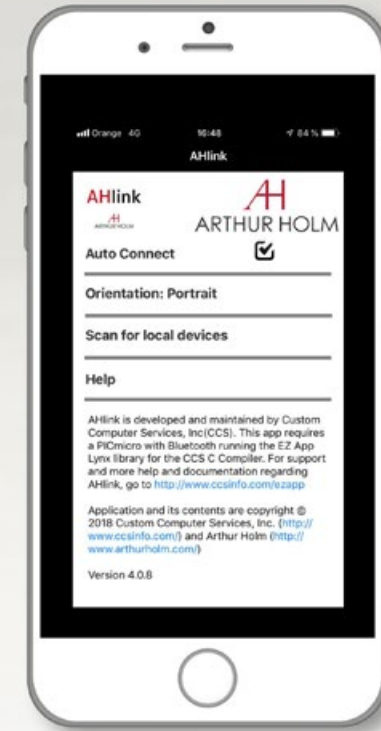 Orange 4G 16:48 84 %
AHlink
AHlink
AH
ARTHUR HOLM
AH
ARTHUR HOLM
Auto Connect
Orientation: Portrait
Scan for local devices
Help
AHlink is developed and maintained by Custom
Computer Services, Inc(CCS). This app requires
a PICmicro with Bluetooth running the EZ App
Lynx library for the CCS C Compiler. For support
and more help and documentation regarding
AHlink, go to http://www.ccsinfo.com/ezapp
Application and its contents are copyright ©
2018 Custom Computer Services, Inc. (http://
www.ccsinfo.com/) and Arthur Holm (http://
www.arthurholm.com/)
Version 4.0.8